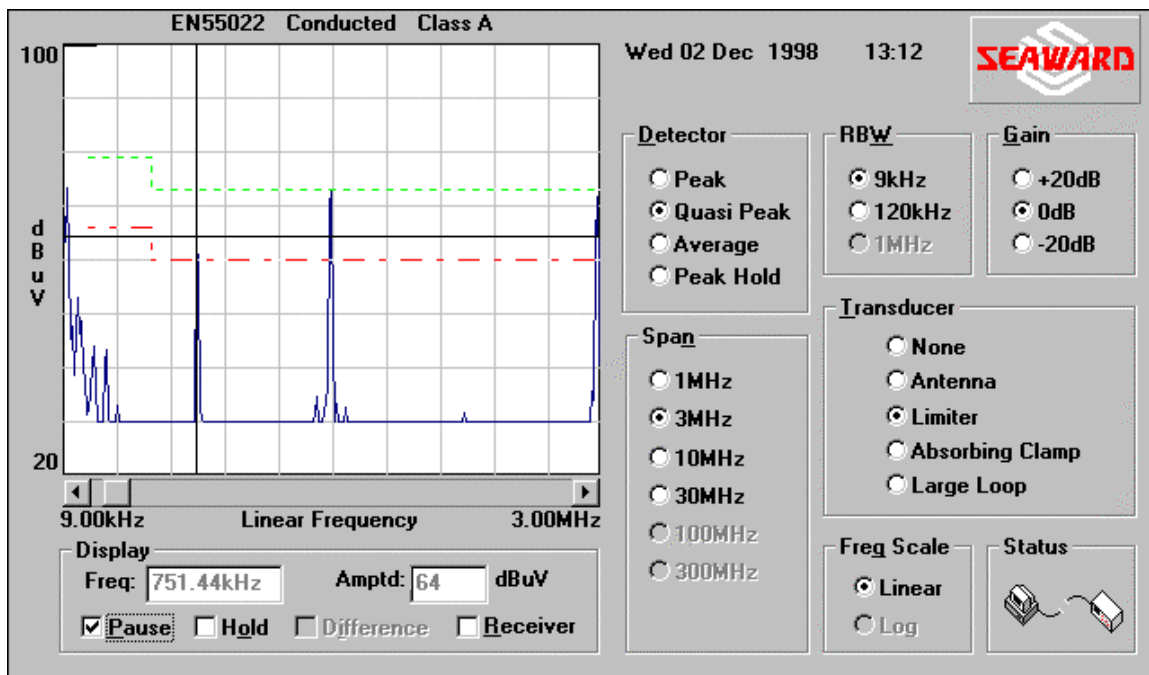 EN55022 Conducted Class A
100
d
B
u
V
20
9.00kHz Linear Frequency 3.00MHz
Display
Freq: 751.44kHz Amptd: 64 dBuV
Pause Hold Difference Receiver
Wed 02 Dec 1998 13:12
SEAWARD
Detector
Peak
Quasi Peak
Average
Peak Hold
RBW
9kHz
120kHz
1MHz
Gain
+20dB
0dB
-20dB
Span
1MHz
3MHz
10MHz
30MHz
100MHz
300MHz
Transducer
None
Antenna
Limiter
Absorbing Clamp
Large Loop
Freq Scale
Linear
Log
Status